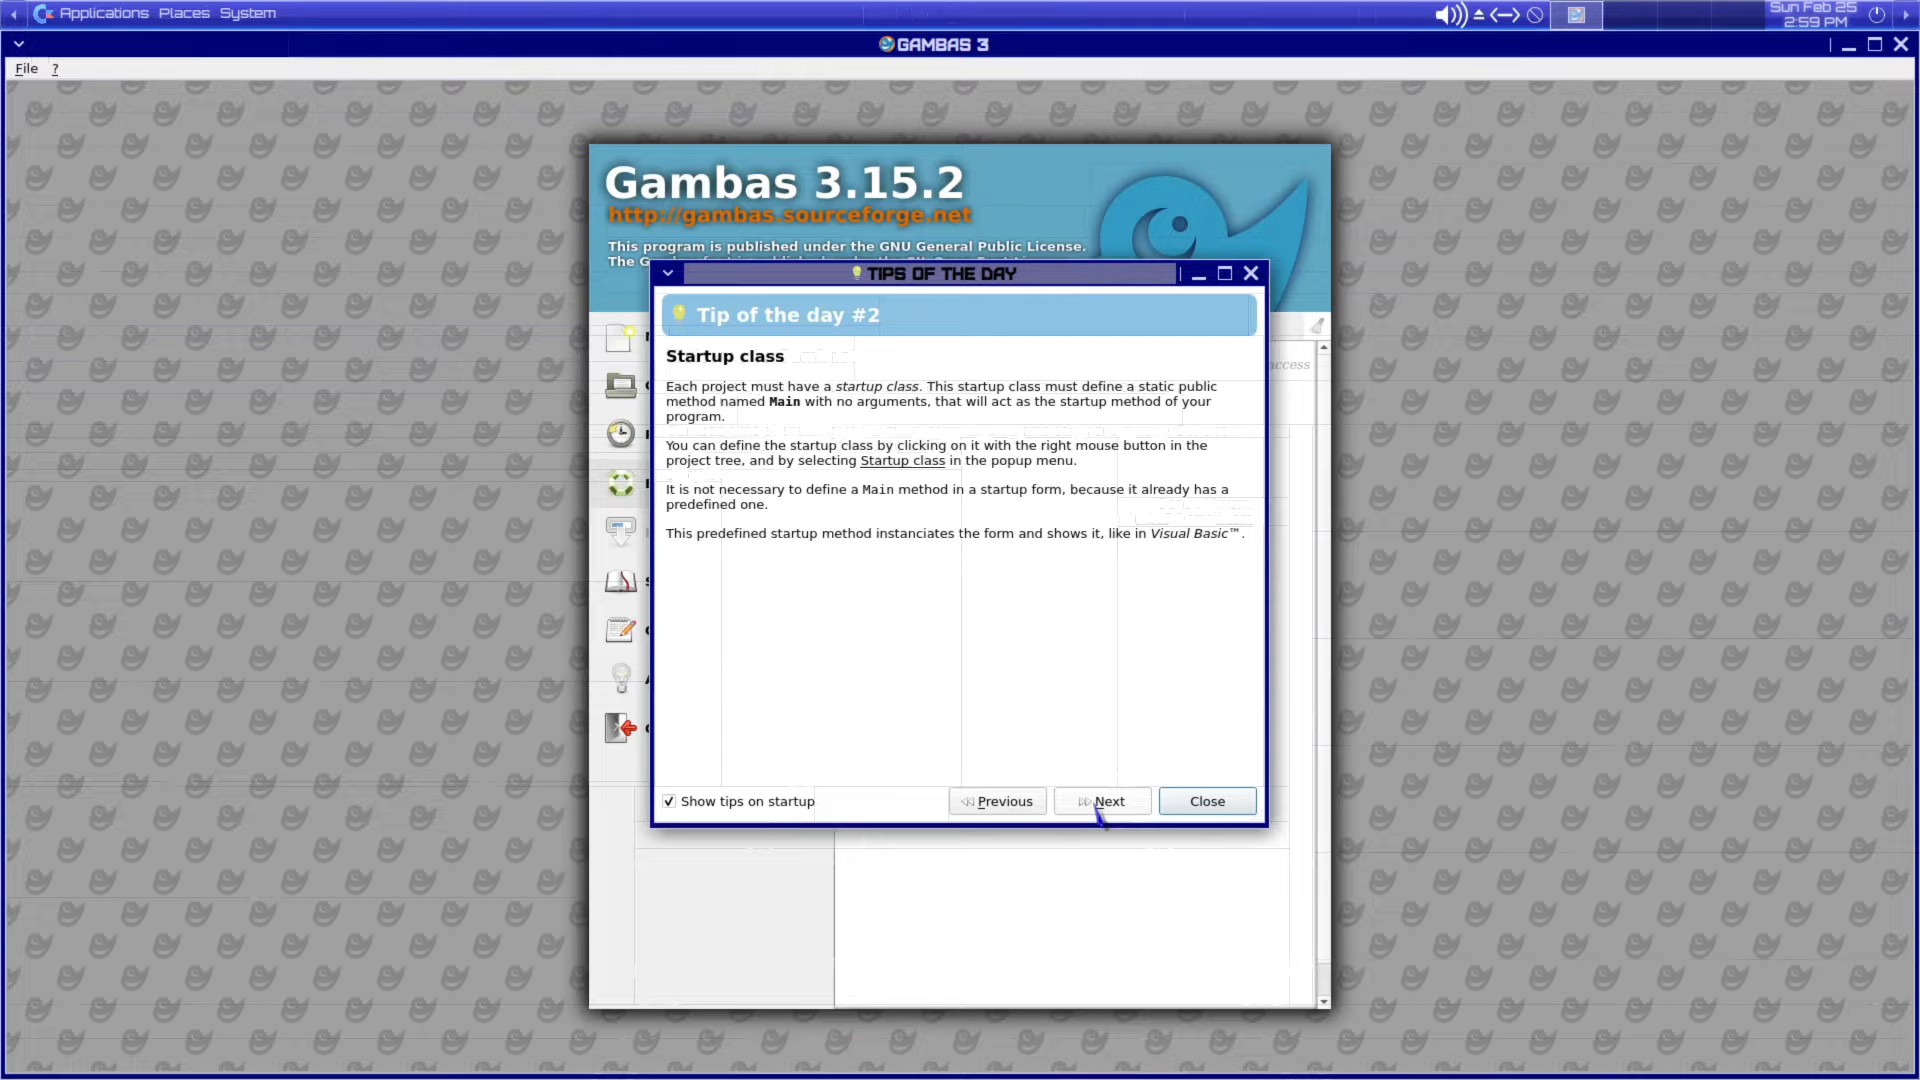 Applications Places System
Sun Feb 25
2:59 PM
GAMBAS 3
File ?
Gambas 3.15.2
http://gambas.sourceforge.net
This program is published under the GNU General Public License.
The
TIPS OF THE DAY
Tip of the day #2
Startup class
Each project must have a startup class. This startup class must define a static public
method named Main with no arguments, that will act as the startup method of your
program.
You can define the startup class by clicking on it with the right mouse button in the
project tree, and by selecting Startup class in the popup menu.
It is not necessary to define a Main method in a startup form, because it already has a
predefined one.
This predefined startup method instanciates the form and shows it, like in Visual Basic™.
Show tips on startup
Previous
Next
Close